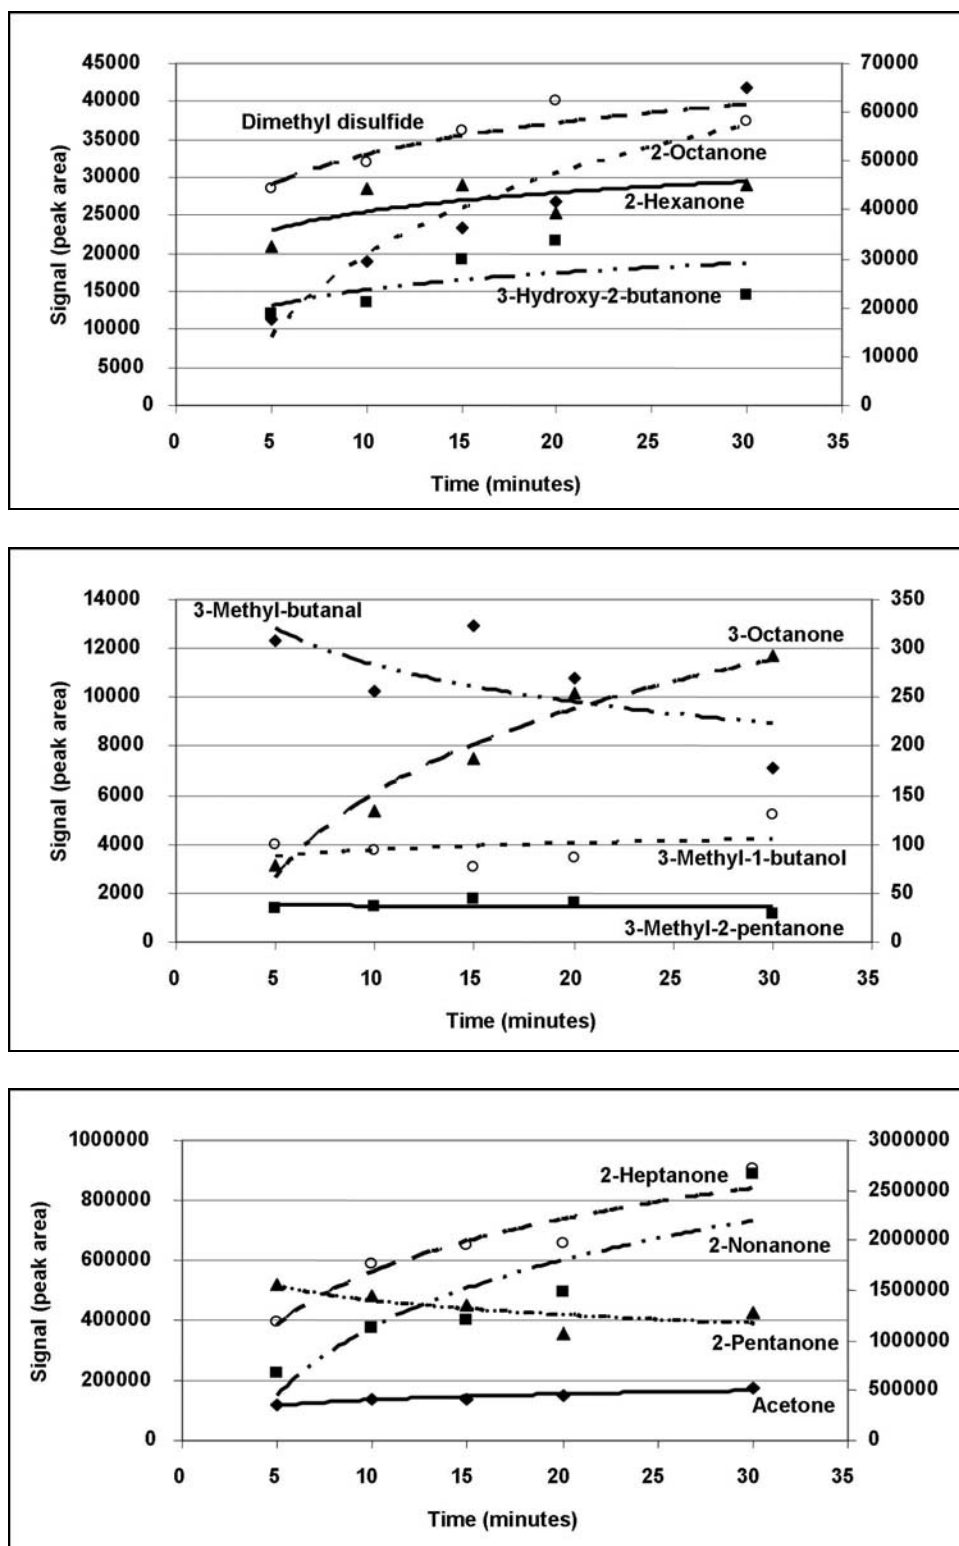 45000 70000
40000 60000
Dimethyl disulfide
35000
2-Octanone
50000
30000
2-Hexanone
25000 40000
20000 30000
3-Hydroxy-2-butanone
15000
20000
10000
5000 10000
0 0
0 5 10 15 20 25 30 35
Signal (peak area)
Time (minutes)
14000 350
3-Methyl-butanal
3-Octanone
12000 300
10000 250
8000 200
6000 150
4000 100
3-Methyl-1-butanol
2000 50
3-Methyl-2-pentanone
0 0
0 5 10 15 20 25 30 35
Signal (peak area)
Time (minutes)
1000000 3000000
2-Heptanone
800000 2500000
2-Nonanone
2000000
600000
1500000
400000
2-Pentanone
1000000
200000
500000
Acetone
0 0
0 5 10 15 20 25 30 35
Signal (peak area)
Time (minutes)